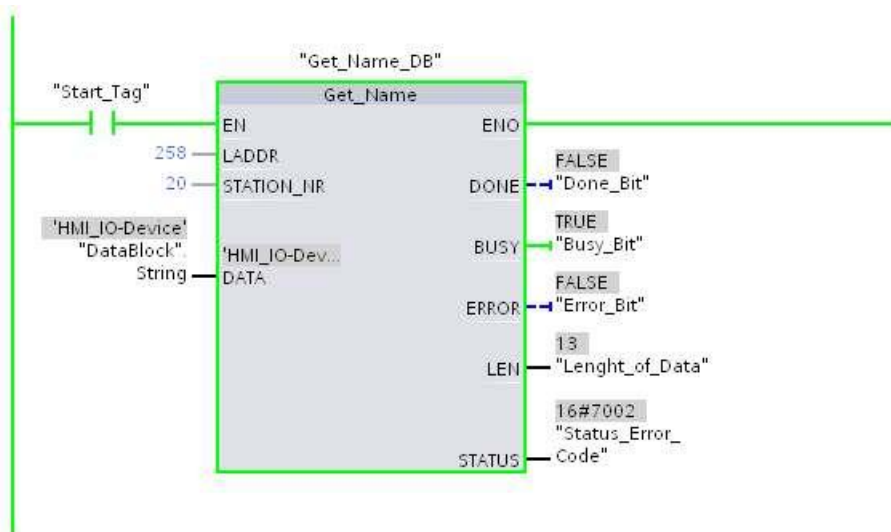 "Get_Name_DB"
"Start_Tag"
Get_Name
EN
ENO
258
LADDR
FALSE
20
STATION_NR
DONE
"Done_Bit"
'HMI_IO-Device'
TRUE
"DataBlock".
'HMI_IO-Dev...
BUSY
"Busy_Bit"
String
DATA
FALSE
ERROR
"Error_Bit"
13
LEN
"Lenght_of_Data"
16#7002
"Status_Error_
STATUS
Code"